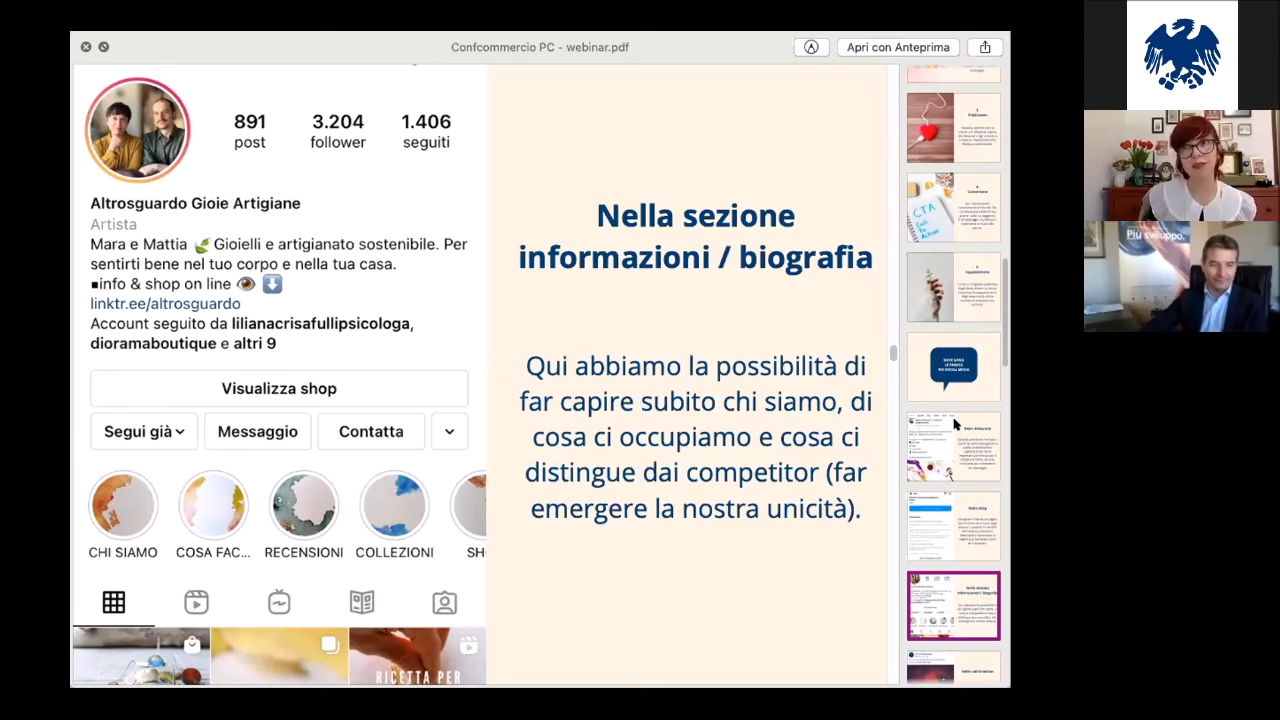 Confcommercio PC - webinar.pdf
Apri con Anteprima
891
post
3.204
follower
1.406
seguiti
Altrosguardo Gioie Artigiane
Artista
Mara e Mattia 🌿Gioielli e artigianato sostenibile. Per
sentirti bene nel tuo corpo e nella tua casa.
▪info & shop on line 👁 ⬇
linktr.ee/altrosguardo
Account seguito da lilianacrisafullipsicologa,
dioramaboutique e altri 9
Visualizza shop
Segui già
Contatta
CHI SIAMO
COSA FAC...
COLLEZIONI
SH
RICETTA PER
Nella sezione
informazioni / biografia
Qui abbiamo la possibilità di
far capire subito chi siamo, di
cosa ci occupiamo e cosa ci
distingue dai competitor (far
emergere la nostra unicità).
CTA
Più sviluppo.